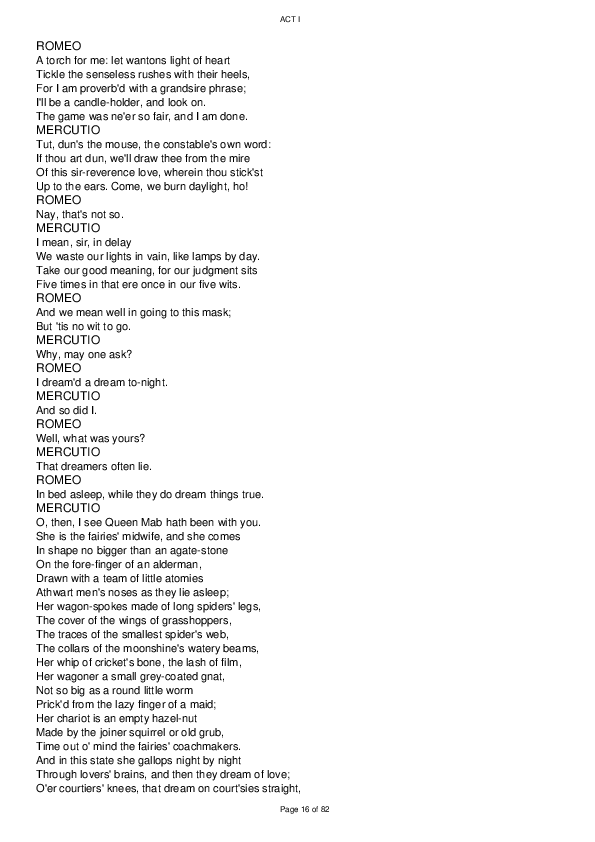 ACT I
ROMEO
A torch for me: let wantons light of heart
Tickle the senseless rushes with their heels,
For I am proverb'd with a grandsire phrase;
I'll be a candle-holder, and look on.
The game was ne'er so fair, and I am done.
MERCUTIO
Tut, dun's the mouse, the constable's own word:
If thou art dun, we'll draw thee from the mire
Of this sir-reverence love, wherein thou stick'st
Up to the ears. Come, we burn daylight, ho!
ROMEO
Nay, that's not so.
MERCUTIO
I mean, sir, in delay
We waste our lights in vain, like lamps by day.
Take our good meaning, for our judgment sits
Five times in that ere once in our five wits.
ROMEO
And we mean well in going to this mask;
But 'tis no wit to go.
MERCUTIO
Why, may one ask?
ROMEO
I dream'd a dream to-night.
MERCUTIO
And so did I.
ROMEO
Well, what was yours?
MERCUTIO
That dreamers often lie.
ROMEO
In bed asleep, while they do dream things true.
MERCUTIO
O, then, I see Queen Mab hath been with you.
She is the fairies' midwife, and she comes
In shape no bigger than an agate-stone
On the fore-finger of an alderman,
Drawn with a team of little atomies
Athwart men's noses as they lie asleep;
Her wagon-spokes made of long spiders' legs,
The cover of the wings of grasshoppers,
The traces of the smallest spider's web,
The collars of the moonshine's watery beams,
Her whip of cricket's bone, the lash of film,
Her wagoner a small grey-coated gnat,
Not so big as a round little worm
Prick'd from the lazy finger of a maid;
Her chariot is an empty hazel-nut
Made by the joiner squirrel or old grub,
Time out o' mind the fairies' coachmakers.
And in this state she gallops night by night
Through lovers' brains, and then they dream of love;
O'er courtiers' knees, that dream on court'sies straight,
Page 16 of 82